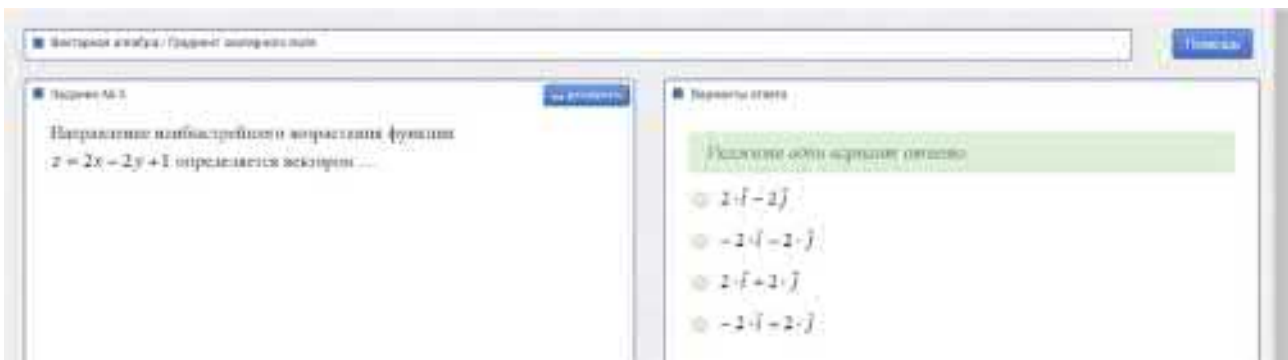 Векторная алгебра / Градиент скалярного поля
Помощь
Задание № 5
Варианты ответа
Направление наибыстрейшего возрастания функции
z = 2x – 2y + 1 определяется вектором ...
Укажите один вариант ответа
2·i – 2j
– 2·i – 2·j
2·i + 2·j
– 2·i + 2·j